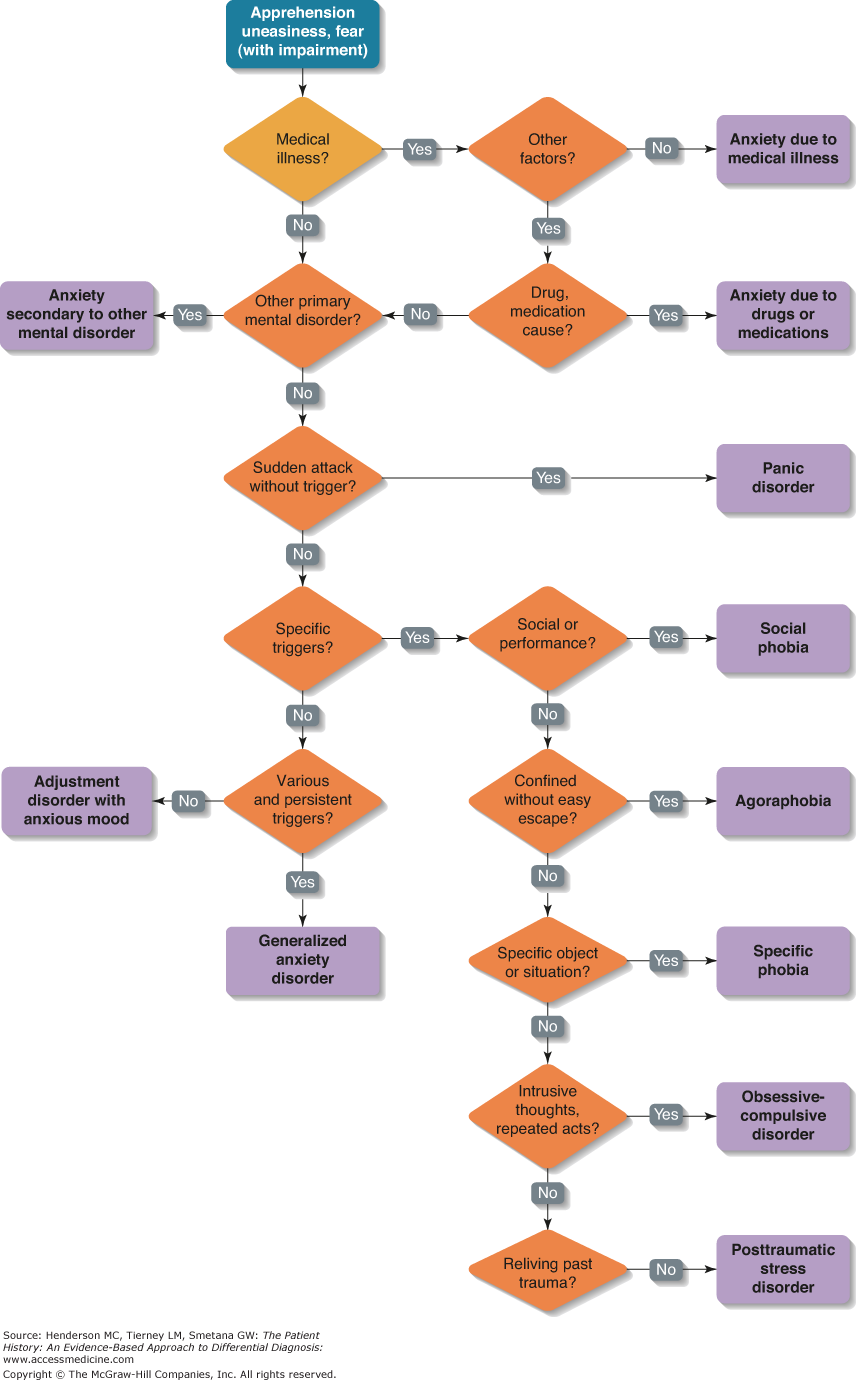 Apprehension
uneasiness, fear
(with impairment)
Medical
illness?
Yes
Other
factors?
No
Anxiety due to
medical illness
No
Yes
Anxiety
secondary to other
mental disorder
Yes
Other primary
mental disorder?
No
Drug,
medication
cause?
Yes
Anxiety due to
drugs or
medications
No
Sudden attack
without trigger?
Yes
Panic
disorder
No
Specific
triggers?
Yes
Social or
performance?
Yes
Social
phobia
No
No
Adjustment
disorder with
anxious mood
No
Various
and persistent
triggers?
Confined
without easy
escape?
Yes
Agoraphobia
Yes
No
Generalized
anxiety
disorder
Specific object
or situation?
Yes
Specific
phobia
No
Intrusive
thoughts,
repeated acts?
Yes
Obsessive-
compulsive
disorder
No
Reliving past
trauma?
No
Posttraumatic
stress
disorder
Source: Henderson MC, Tierney LM, Smetana GW: The Patient
History: An Evidence-Based Approach to Differential Diagnosis:
www.accessmedicine.com
Copyright © The McGraw-Hill Companies, Inc. All rights reserved.